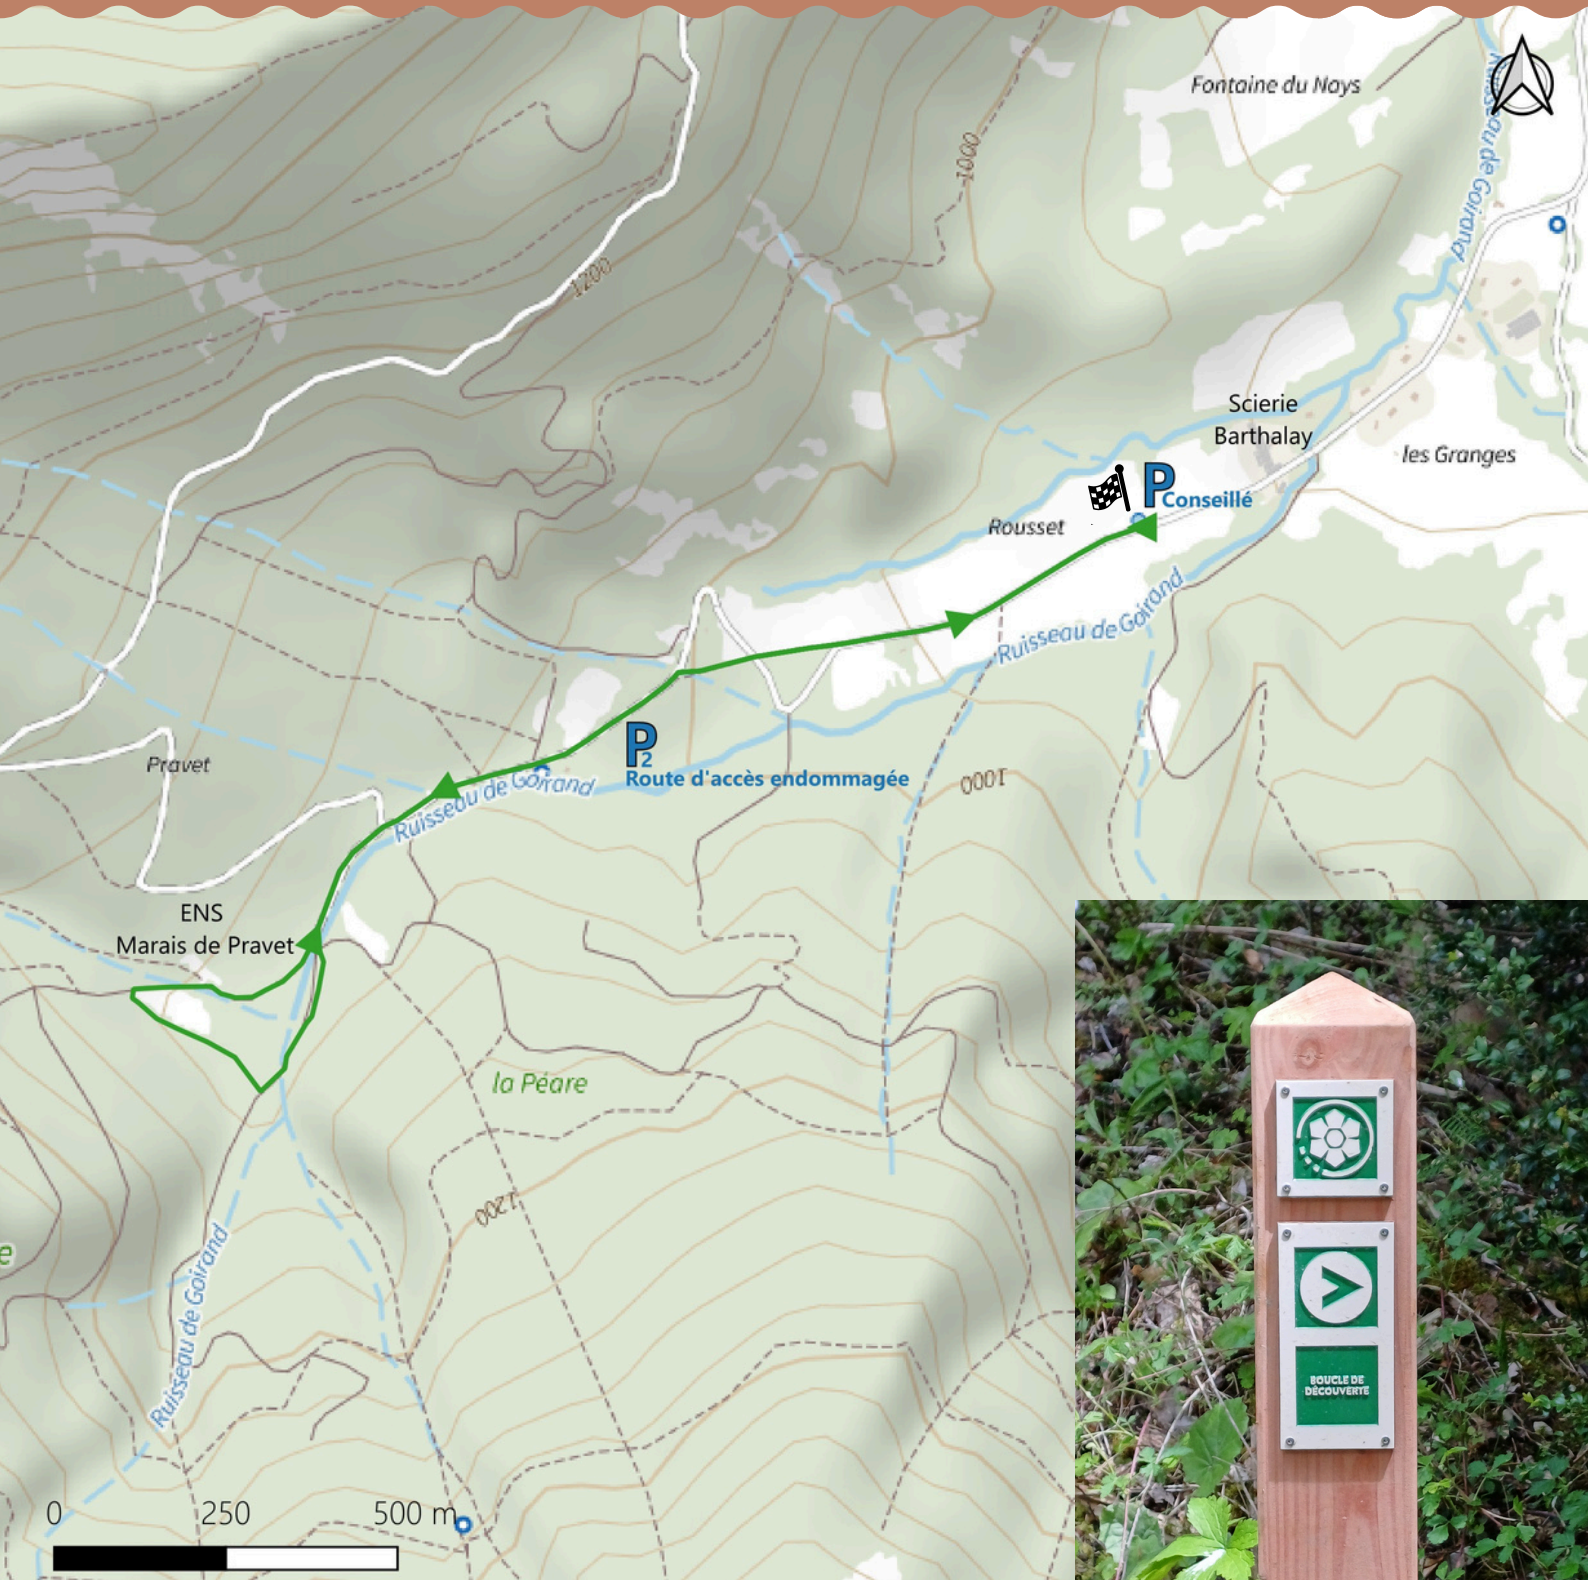 Fontaine du Nays
Ruisseau de Goirand
1000
1200
Scierie
Barthalay
les Granges
P
Conseillé
Rousset
Ruisseau de Goirand
P2
Route d'accès endommagée
1000
Pravet
Ruisseau de Goirand
ENS
Marais de Pravet
la Péare
1200
e
Ruisseau de Goirand
BOUCLE DE
DÉCOUVERTE
0 250 500 m